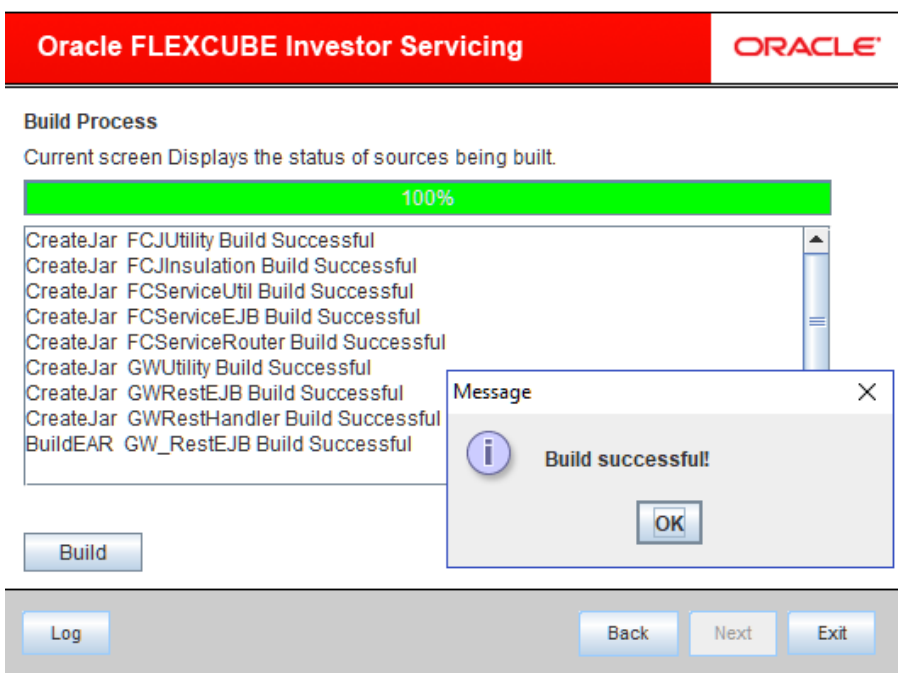 Oracle FLEXCUBE Investor Servicing
ORACLE
Build Process
Current screen Displays the status of sources being built.
100%
CreateJar FCJUtility Build Successful
CreateJar FCJInsulation Build Successful
CreateJar FCServiceUtil Build Successful
CreateJar FCServiceEJB Build Successful
CreateJar FCServiceRouter Build Successful
CreateJar GWUtility Build Successful
CreateJar GWRestEJB Build Successful
CreateJar GWRestHandler Build Successful
BuildEAR GW_RestEJB Build Successful
Message
Build successful!
OK
Build
Log
Back
Next
Exit